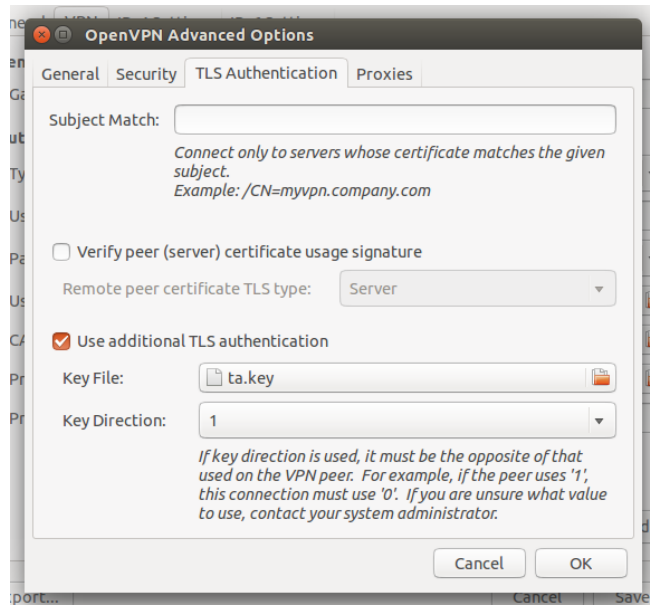 VPN
OpenVPN Advanced Options
General Security TLS Authentication Proxies
Subject Match:
Connect only to servers whose certificate matches the given
subject.
Example: /CN=myvpn.company.com
Verify peer (server) certificate usage signature
Remote peer certificate TLS type: Server
Use additional TLS authentication
Key File: ta.key
Key Direction: 1
If key direction is used, it must be the opposite of that
used on the VPN peer. For example, if the peer uses '1',
this connection must use '0'. If you are unsure what value
to use, contact your system administrator.
Cancel OK
port... Cancel Save